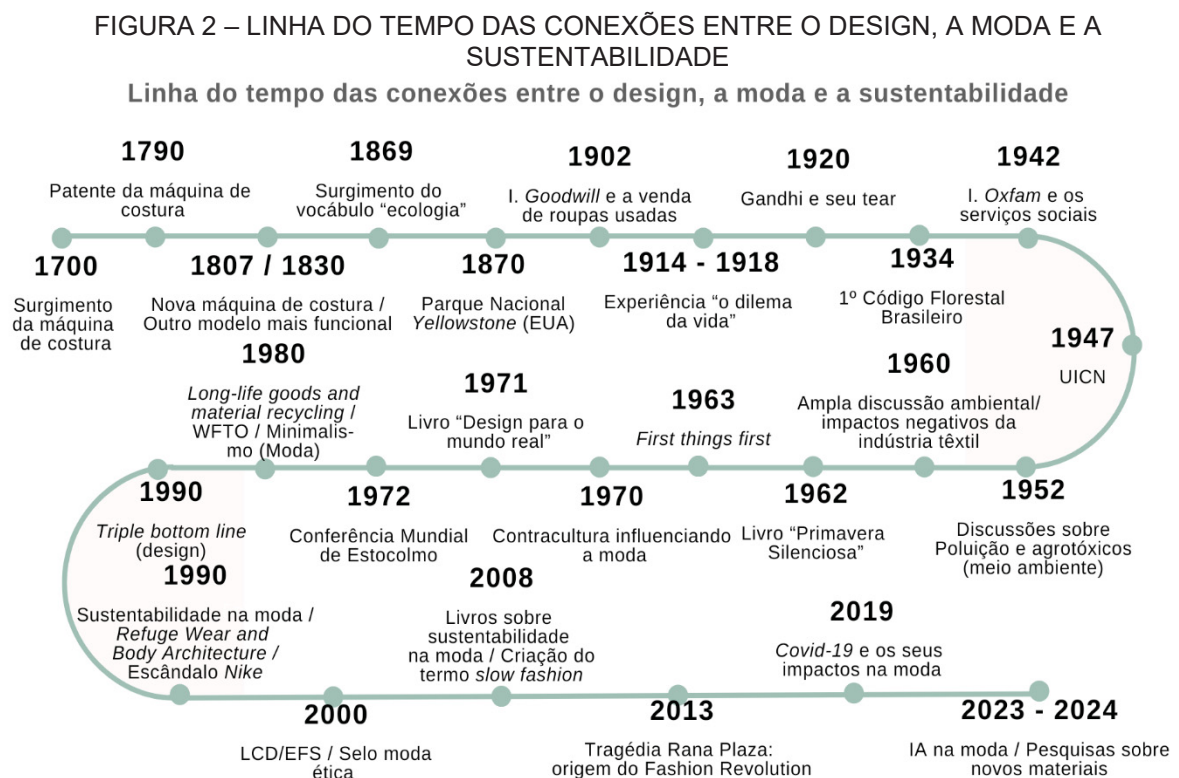 FIGURA 2 – LINHA DO TEMPO DAS CONEXÕES ENTRE O DESIGN, A MODA E A
SUSTENTABILIDADE
Linha do tempo das conexões entre o design, a moda e a sustentabilidade
1700
Surgimento
da máquina
de costura
1790
Patente da máquina de
costura
1807 / 1830
Nova máquina de costura /
Outro modelo mais funcional
1869
Surgimento do
vocábulo “ecologia”
1870
Parque Nacional
Yellowstone (EUA)
1902
I. Goodwill e a venda
de roupas usadas
1914 - 1918
Experiência “o dilema
da vida”
1920
Gandhi e seu tear
1934
1º Código Florestal
Brasileiro
1942
I. Oxfam e os
serviços sociais
1947
UICN
1952
Discussões sobre
Poluição e agrotóxicos
(meio ambiente)
1960
Ampla discussão ambiental/
impactos negativos da
indústria têxtil
1962
Livro “Primavera
Silenciosa”
1963
First things first
1970
Contracultura influenciando
a moda
1971
Livro “Design para o
mundo real”
1972
Conferência Mundial
de Estocolmo
1980
Long-life goods and
material recycling /
WFTO / Minimalis-
mo (Moda)
1990
Triple bottom line
(design)
1990
Sustentabilidade na moda /
Refuge Wear and
Body Architecture /
Escândalo Nike
2000
LCD/EFS / Selo moda
ética
2008
Livros sobre
sustentabilidade
na moda / Criação do
termo slow fashion
2013
Tragédia Rana Plaza:
origem do Fashion Revolution
2019
Covid-19 e os seus
impactos na moda
2023 - 2024
IA na moda / Pesquisas sobre
novos materiais